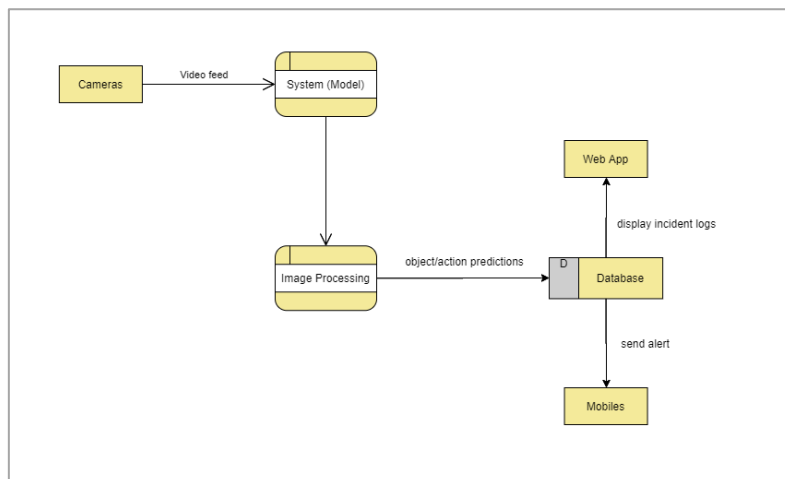 Video feed
Cameras
System (Model)
Web App
display incident logs
object/action predictions
D
Image Processing
Database
send alert
Mobiles